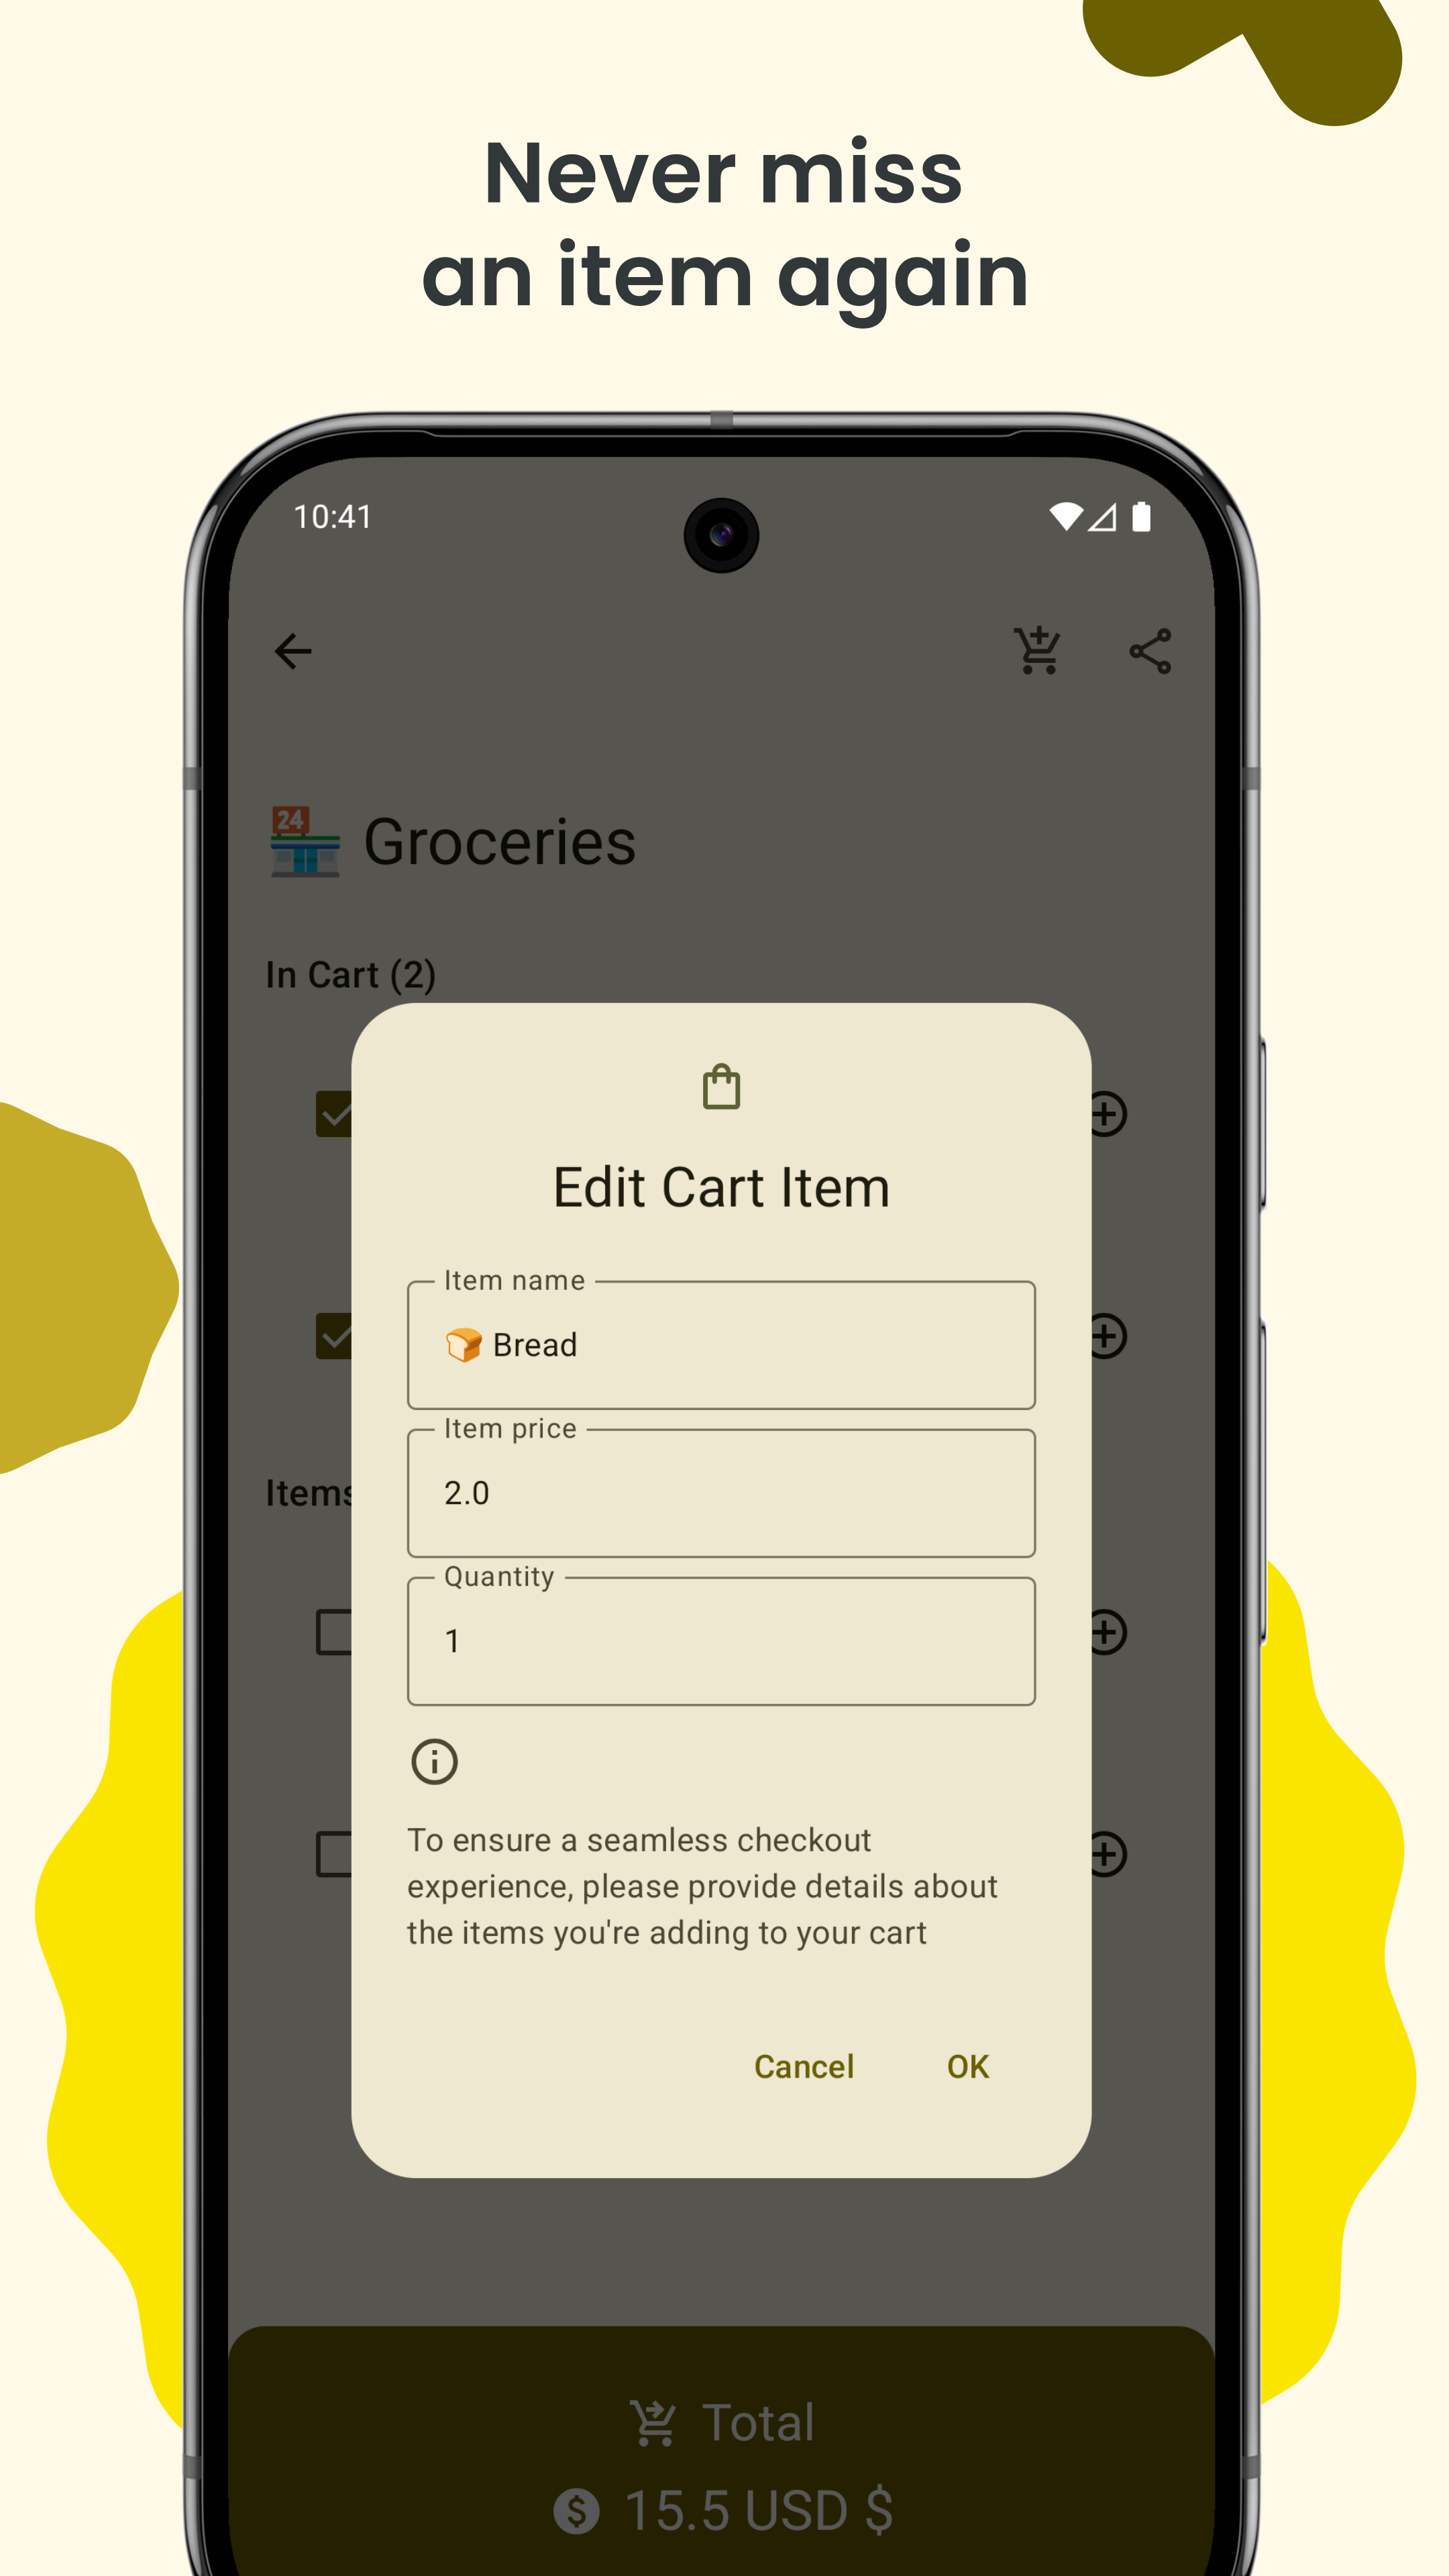 Never miss
an item again
10:41
24
Groceries
In Cart (2)
Edit Cart Item
Item name
🍞 Bread
Item price
2.0
Items
Quantity
1
To ensure a seamless checkout
experience, please provide details about
the items you're adding to your cart
Cancel OK
Total
15.5 USD $